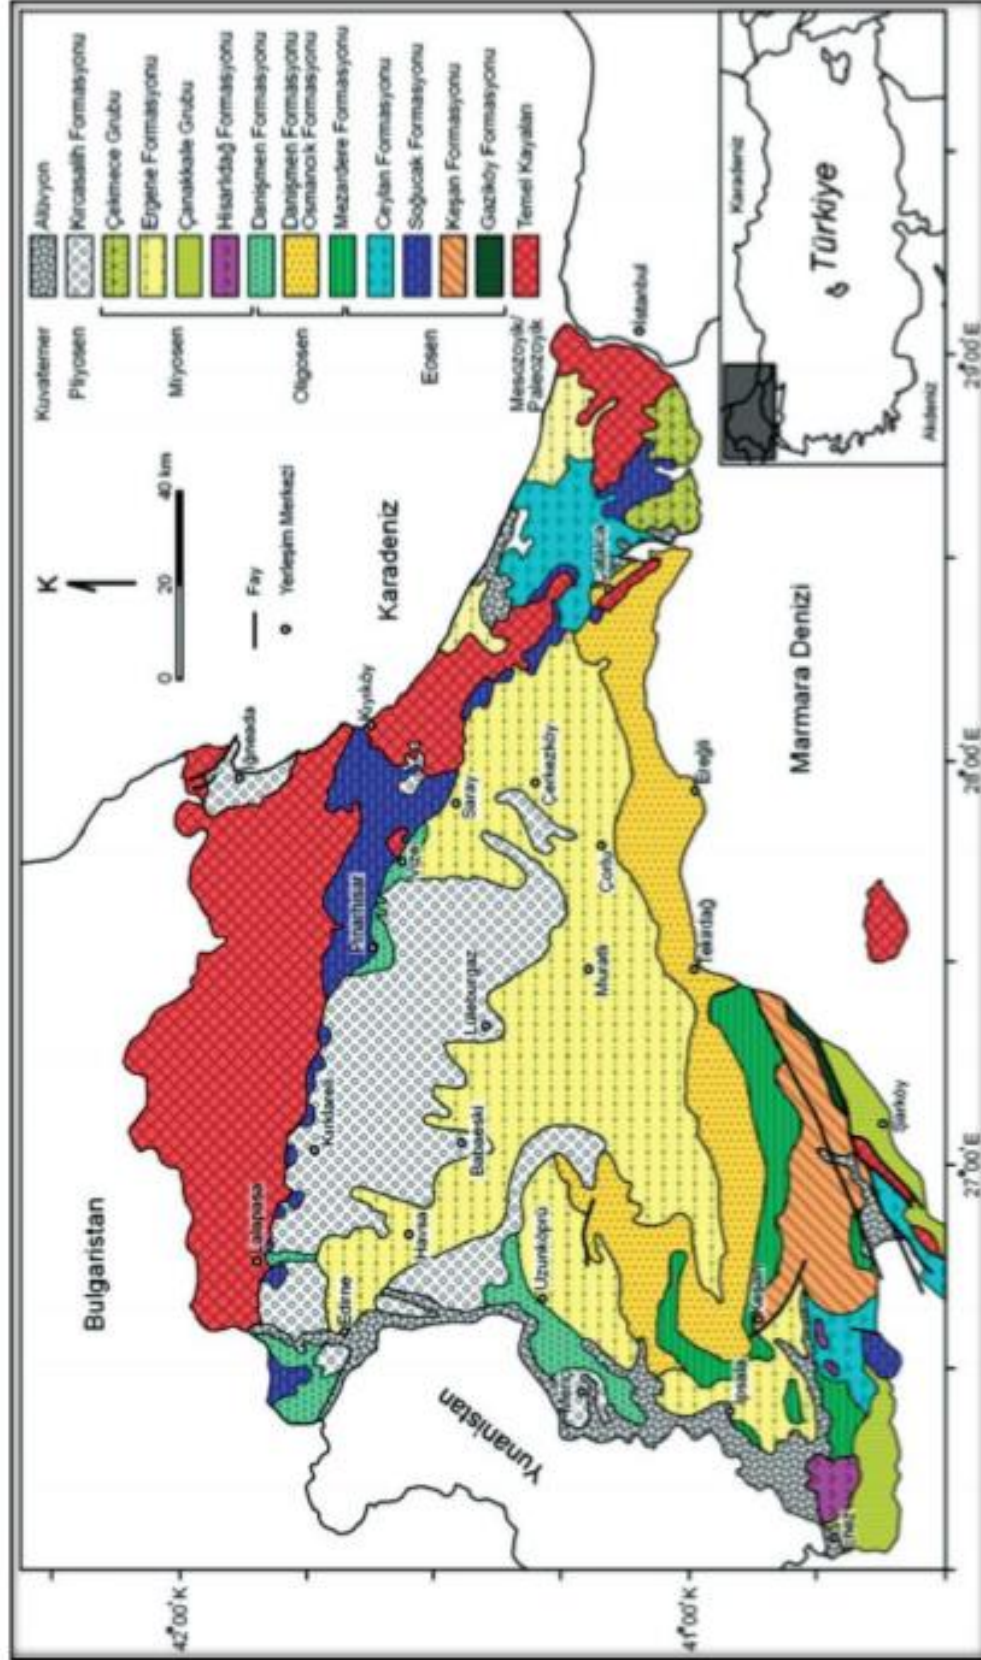 Bulgaristan
Yunanistan
Karadeniz
Marmara Denizi
K
0 20 40 km
Fay
Yerleşim Merkezi
Kuvaterner
Pliyosen
Miyosen
Oligosen
Eosen
Mesozoyik/
Paleozoyik
Alüvyon
Kırcasalih Formasyonu
Çekmece Grubu
Ergene Formasyonu
Çanakkale Grubu
Hisarlıdağ Formasyonu
Danişmen Formasyonu
Danişmen Formasyonu
Osmancık Formasyonu
Mezardere Formasyonu
Ceylan Formasyonu
Soğucak Formasyonu
Keşan Formasyonu
Gaziköy Formasyonu
Temel Kayaları
İğneada
Kıyıköy
Lalapaşa
Kırklareli
Pınarhisar
Vize
Saray
Edirne
Havsa
Babaeski
Lüleburgaz
Çerkezköy
Uzunköprü
Muratlı
Çorlu
Çatalca
İstanbul
Meriç
İpsala
Keşan
Tekirdağ
Ereğli
Enez
Şarköy
42°00'K
41°00'K
27°00'E
28°00'E
29°00'E
Karadeniz
Türkiye
Akdeniz